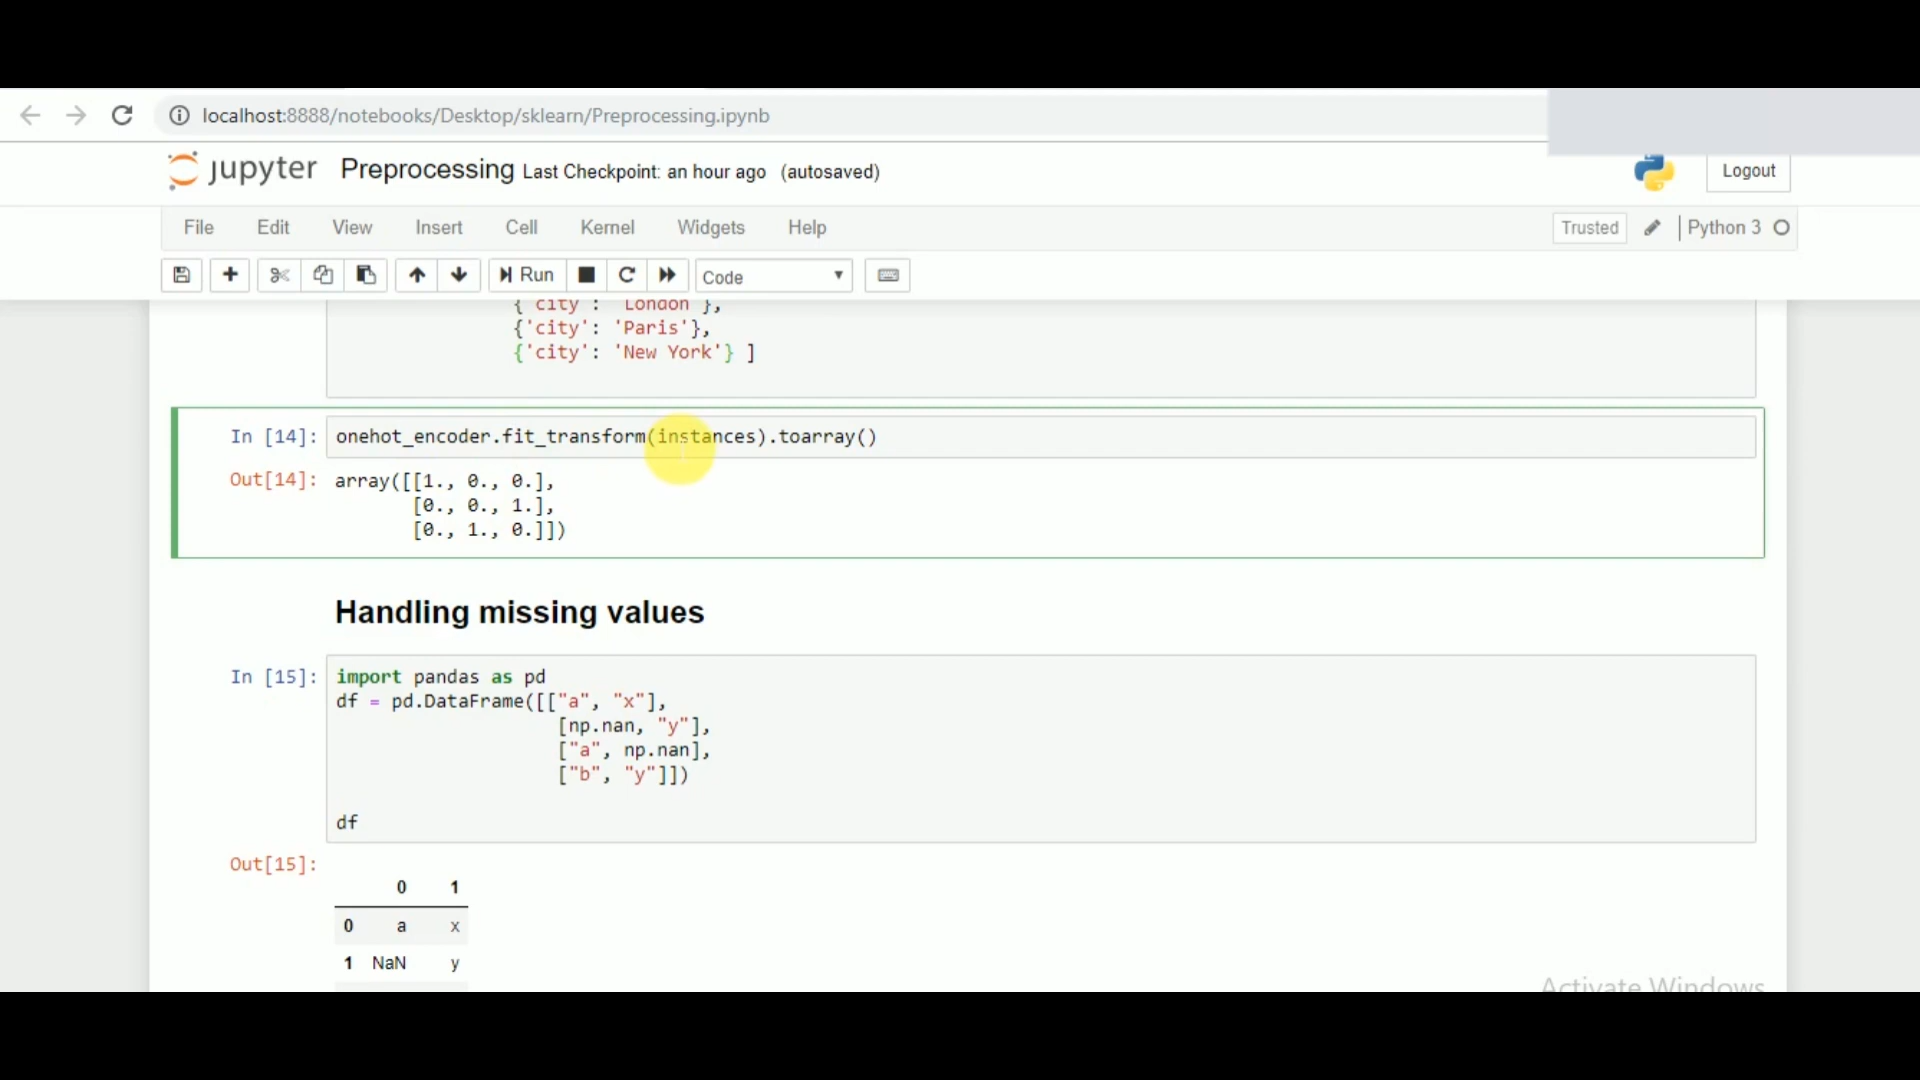 localhost:8888/notebooks/Desktop/sklearn/Preprocessing.ipynb
jupyter Preprocessing Last Checkpoint: an hour ago (autosaved)
Logout
File Edit View Insert Cell Kernel Widgets Help
Trusted Python 3
Run Code
{'city': 'London'},
{'city': 'Paris'},
{'city': 'New York'} ]
In [14]: onehot_encoder.fit_transform(instances).toarray()
Out[14]: array([[1., 0., 0.],
[0., 0., 1.],
[0., 1., 0.]])
Handling missing values
In [15]: import pandas as pd
df = pd.DataFrame([["a", "x"],
[np.nan, "y"],
["a", np.nan],
["b", "y"]])
df
Out[15]:
0 1
0 a x
1 NaN y
Activate Windows